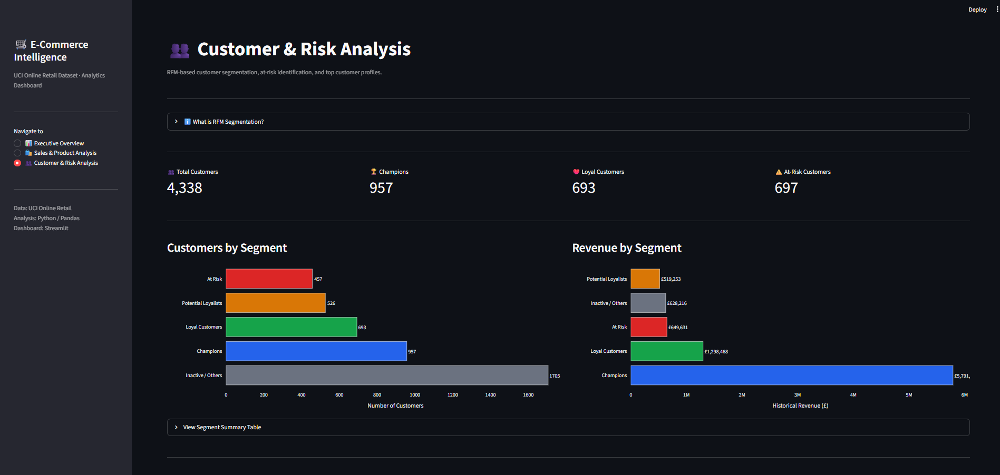 Deploy
E-Commerce
Intelligence
UCI Online Retail Dataset · Analytics
Dashboard
Navigate to
Executive Overview
Sales & Product Analysis
Customer & Risk Analysis
Data: UCI Online Retail
Analysis: Python / Pandas
Dashboard: Streamlit
Customer & Risk Analysis
RFM-based customer segmentation, at-risk identification, and top customer profiles.
What is RFM Segmentation?
Total Customers
4,338
Champions
957
Loyal Customers
693
At-Risk Customers
697
Customers by Segment
At Risk
457
Potential Loyalists
526
Loyal Customers
693
Champions
957
Inactive / Others
1705
0 200 400 600 800 1000 1200 1400 1600
Number of Customers
Revenue by Segment
Potential Loyalists
£519,253
Inactive / Others
£628,216
At Risk
£649,631
Loyal Customers
£1,298,468
Champions
£5,791,
0 1M 2M 3M 4M 5M 6M
Historical Revenue (£)
View Segment Summary Table